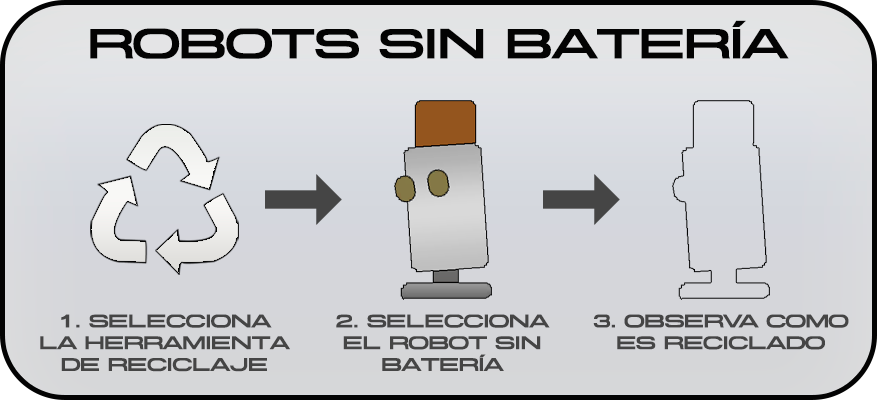 ROBOTS SIN BATERÍA
1. SELECCIONA
LA HERRAMIENTA
DE RECICLAJE
2. SELECCIONA
EL ROBOT SIN
BATERÍA
3. OBSERVA COMO
ES RECICLADO